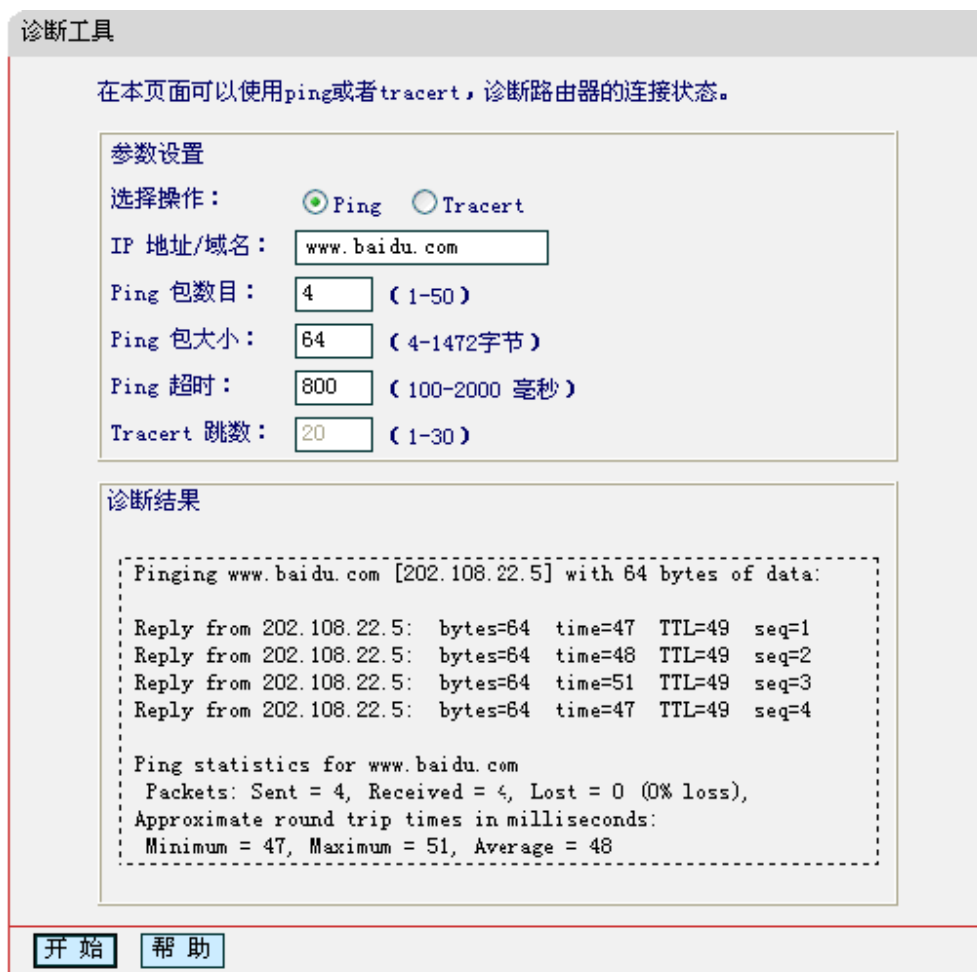 诊断工具
在本页面可以使用ping或者tracert，诊断路由器的连接状态。
参数设置
选择操作： Ping Tracert
IP 地址/域名： www.baidu.com
Ping 包数目： 4 （1-50）
Ping 包大小： 64 （4-1472字节）
Ping 超时： 800 （100-2000 毫秒）
Tracert 跳数： 20 （1-30）
诊断结果
Pinging www.baidu.com [202.108.22.5] with 64 bytes of data:
Reply from 202.108.22.5: bytes=64 time=47 TTL=49 seq=1
Reply from 202.108.22.5: bytes=64 time=48 TTL=49 seq=2
Reply from 202.108.22.5: bytes=64 time=51 TTL=49 seq=3
Reply from 202.108.22.5: bytes=64 time=47 TTL=49 seq=4
Ping statistics for www.baidu.com
Packets: Sent = 4, Received = 4, Lost = 0 (0% loss),
Approximate round trip times in milliseconds:
Minimum = 47, Maximum = 51, Average = 48
开 始 帮 助